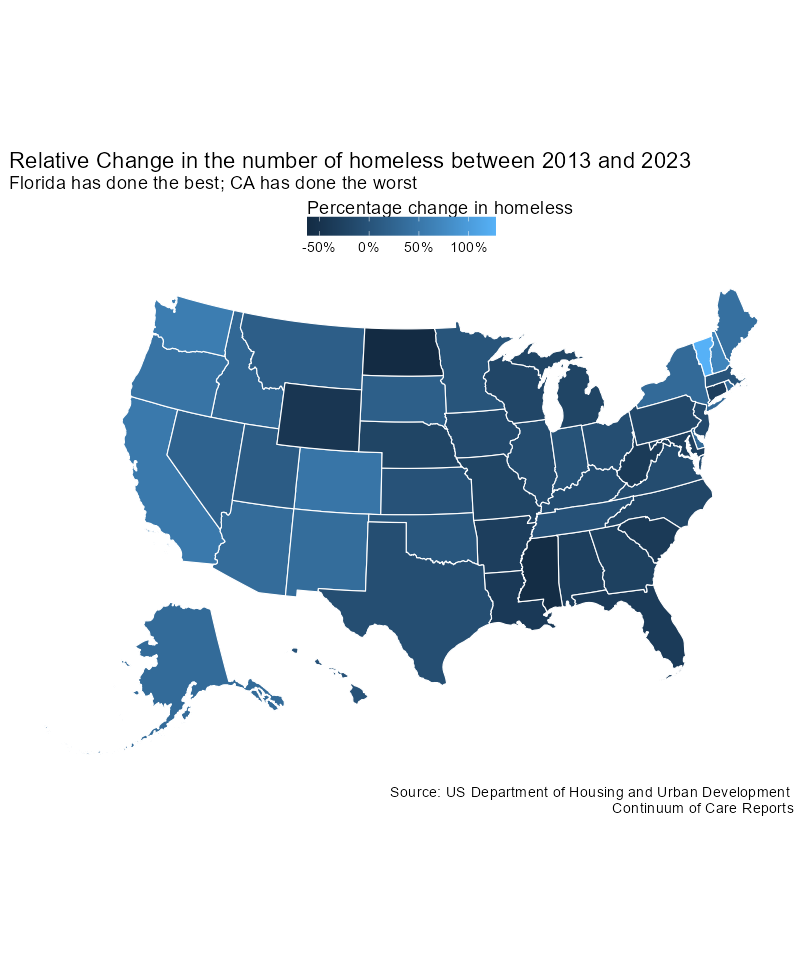 Relative Change in the number of homeless between 2013 and 2023
Florida has done the best; CA has done the worst
Percentage change in homeless
-50% 0% 50% 100%
Source: US Department of Housing and Urban Development
Continuum of Care Reports